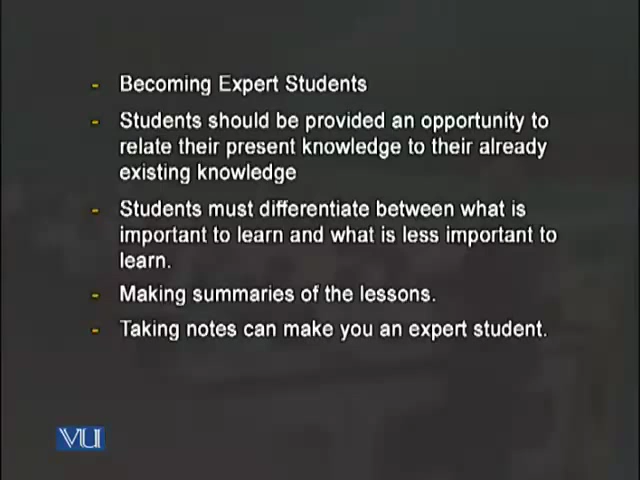 - Becoming Expert Students
- Students should be provided an opportunity to
relate their present knowledge to their already
existing knowledge
- Students must differentiate between what is
important to learn and what is less important to
learn.
- Making summaries of the lessons.
- Taking notes can make you an expert student.
VU